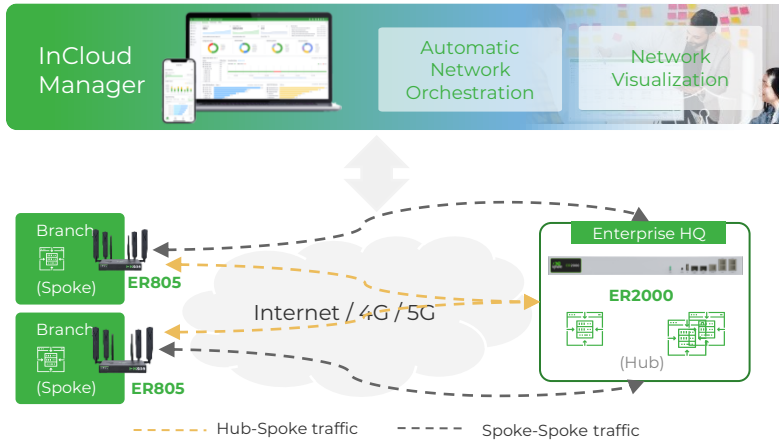 InCloud
Manager
Automatic
Network
Orchestration
Network
Visualization
Branch
(Spoke)
ER805
Branch
(Spoke)
ER805
Internet / 4G / 5G
Enterprise HQ
ER2000
(Hub)
Hub-Spoke traffic
Spoke-Spoke traffic